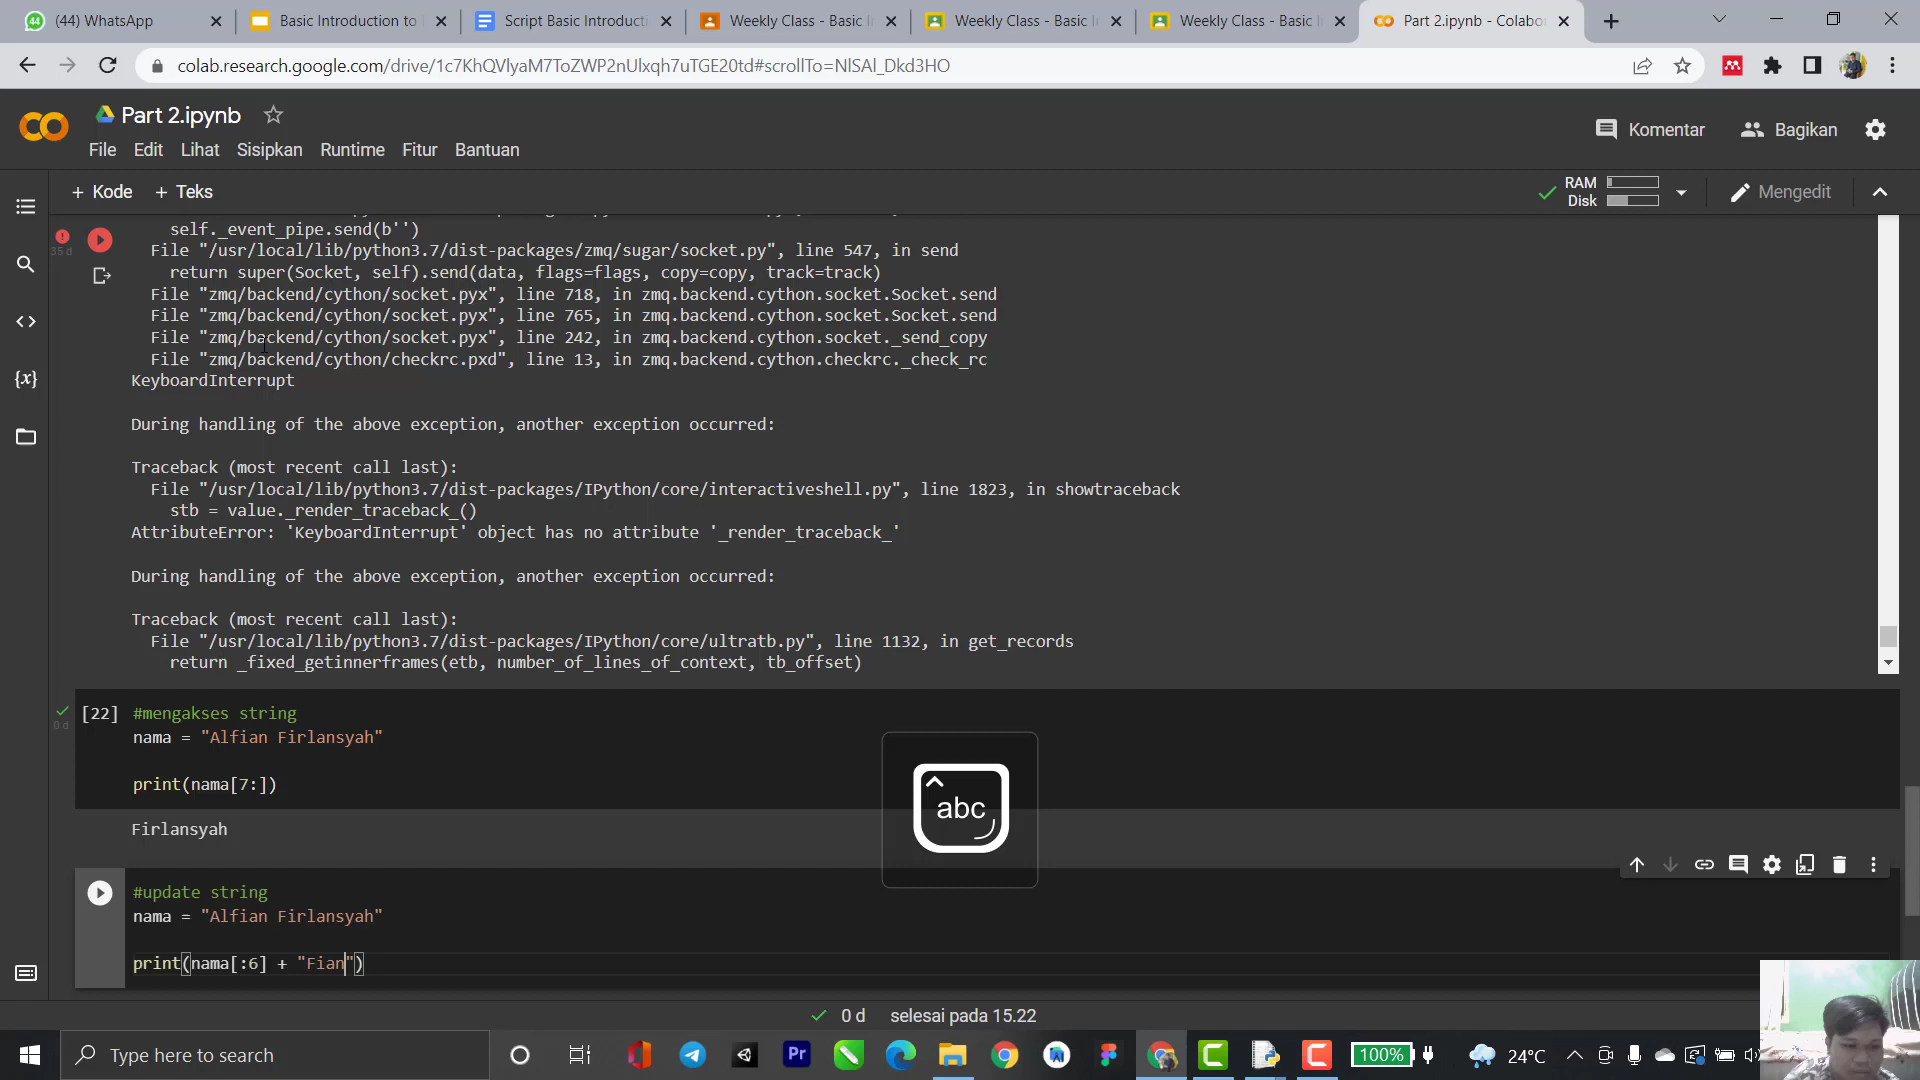 (44) WhatsApp
Basic Introduction to
Script Basic Introducti
Weekly Class - Basic I
Weekly Class - Basic I
Weekly Class - Basic I
Part 2.ipynb - Colabo
colab.research.google.com/drive/1c7KhQVlyaM7ToZWP2nUlxqh7uTGE20td#scrollTo=NlSAl_Dkd3HO
Part 2.ipynb
Komentar
Bagikan
File Edit Lihat Sisipkan Runtime Fitur Bantuan
+ Kode + Teks
RAM
Disk
Mengedit
35 d
self._event_pipe.send(b'')
File "/usr/local/lib/python3.7/dist-packages/zmq/sugar/socket.py", line 547, in send
return super(Socket, self).send(data, flags=flags, copy=copy, track=track)
File "zmq/backend/cython/socket.pyx", line 718, in zmq.backend.cython.socket.Socket.send
File "zmq/backend/cython/socket.pyx", line 765, in zmq.backend.cython.socket.Socket.send
File "zmq/backend/cython/socket.pyx", line 242, in zmq.backend.cython.socket._send_copy
File "zmq/backend/cython/checkrc.pxd", line 13, in zmq.backend.cython.checkrc._check_rc
KeyboardInterrupt
During handling of the above exception, another exception occurred:
Traceback (most recent call last):
File "/usr/local/lib/python3.7/dist-packages/IPython/core/interactiveshell.py", line 1823, in showtraceback
stb = value._render_traceback_()
AttributeError: 'KeyboardInterrupt' object has no attribute '_render_traceback_'
During handling of the above exception, another exception occurred:
Traceback (most recent call last):
File "/usr/local/lib/python3.7/dist-packages/IPython/core/ultratb.py", line 1132, in get_records
return _fixed_getinnerframes(etb, number_of_lines_of_context, tb_offset)
0 d
[22] #mengakses string
nama = "Alfian Firlansyah"
print(nama[7:])
Firlansyah
abc
#update string
nama = "Alfian Firlansyah"
print(nama[:6] + "Fian")
0 d selesai pada 15.22
Type here to search
Pr
100%
24°C